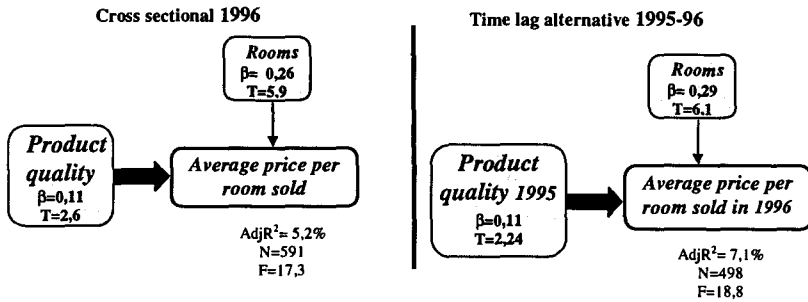 Cross sectional 1996
Rooms
β= 0,26
T=5,9
Product
quality
β=0,11
T=2,6
Average price per
room sold
AdjR²= 5,2%
N=591
F=17,3
Time lag alternative 1995-96
Rooms
β= 0,29
T=6,1
Product
quality 1995
β=0,11
T=2,24
Average price per
room sold in 1996
AdjR²= 7,1%
N=498
F=18,8